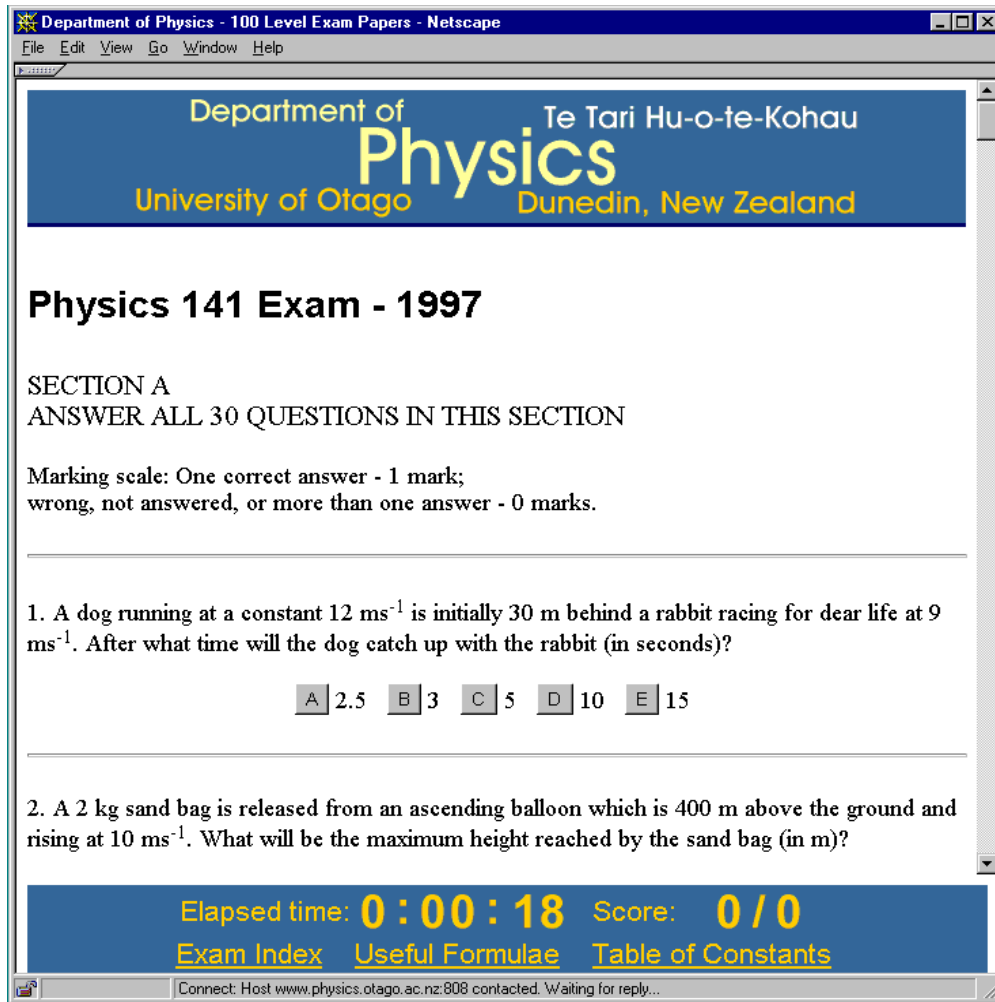 Department of Physics - 100 Level Exam Papers - Netscape
File Edit View Go Window Help
Department of Te Tari Hu-o-te-Kohau
Physics
University of Otago Dunedin, New Zealand
Physics 141 Exam - 1997
SECTION A
ANSWER ALL 30 QUESTIONS IN THIS SECTION
Marking scale: One correct answer - 1 mark;
wrong, not answered, or more than one answer - 0 marks.
1. A dog running at a constant 12 ms⁻¹ is initially 30 m behind a rabbit racing for dear life at 9
ms⁻¹. After what time will the dog catch up with the rabbit (in seconds)?
A 2.5 B 3 C 5 D 10 E 15
2. A 2 kg sand bag is released from an ascending balloon which is 400 m above the ground and
rising at 10 ms⁻¹. What will be the maximum height reached by the sand bag (in m)?
Elapsed time: 0 : 00 : 18 Score: 0 / 0
Exam Index Useful Formulae Table of Constants
Connect: Host www.physics.otago.ac.nz:808 contacted. Waiting for reply...